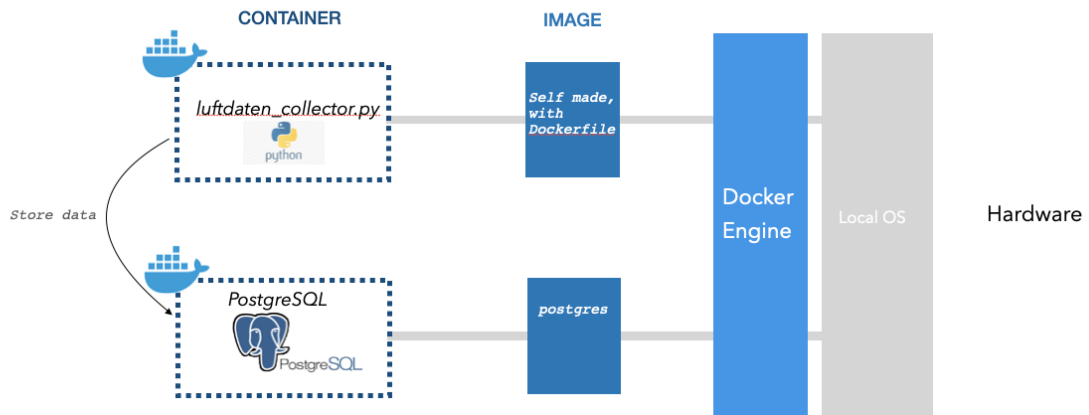 CONTAINER
IMAGE
luftdaten_collector.py
python
Self made,
with
Dockerfile
Store data
Docker
Engine
Local OS
Hardware
PostgreSQL
PostgreSQL
postgres